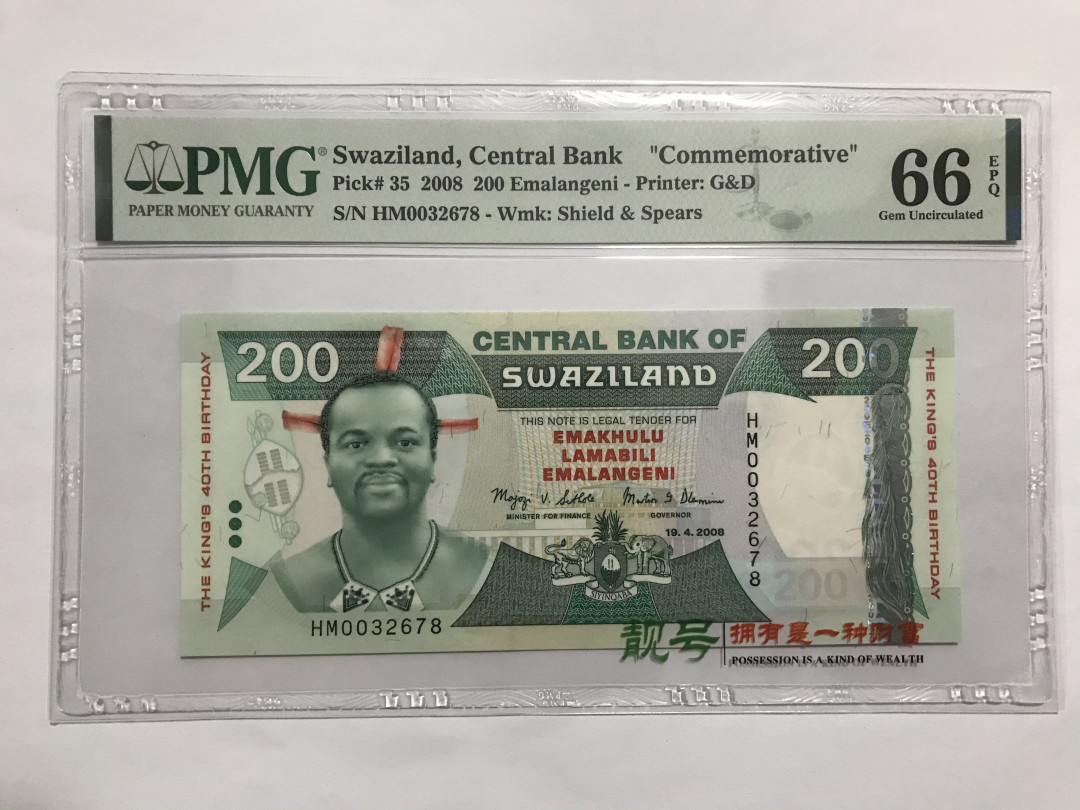 PMG® Swaziland, Central Bank "Commemorative"
Pick# 35 2008 200 Emalangeni - Printer: G&D
PAPER MONEY GUARANTY
S/N HM0032678 - Wmk: Shield & Spears
66 EPQ
Gem Uncirculated
THE KING'S 40TH BIRTHDAY
200
CENTRAL BANK OF
SWAZILAND
200
THIS NOTE IS LEGAL TENDER FOR
EMAKHULU
LAMABILI
EMALANGENI
MINISTER FOR FINANCE
GOVERNOR
19.4.2008
SIYINQABA
HM0032678
HM0032678
200
THE KING'S 40TH BIRTHDAY
靓号
拥有是一种财富
POSSESSION IS A KIND OF WEALTH